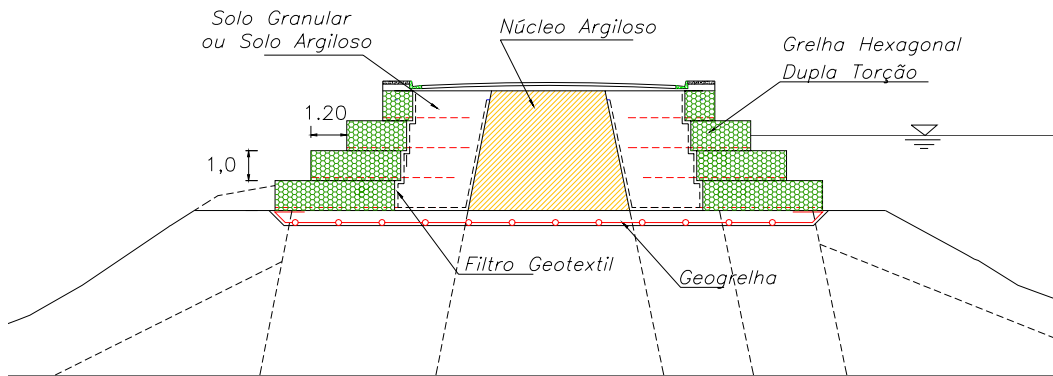 Solo Granular
ou Solo Argiloso
Núcleo Argiloso
Grelha Hexagonal
Dupla Torção
1.20
1,0
Filtro Geotextil
Geogrelha